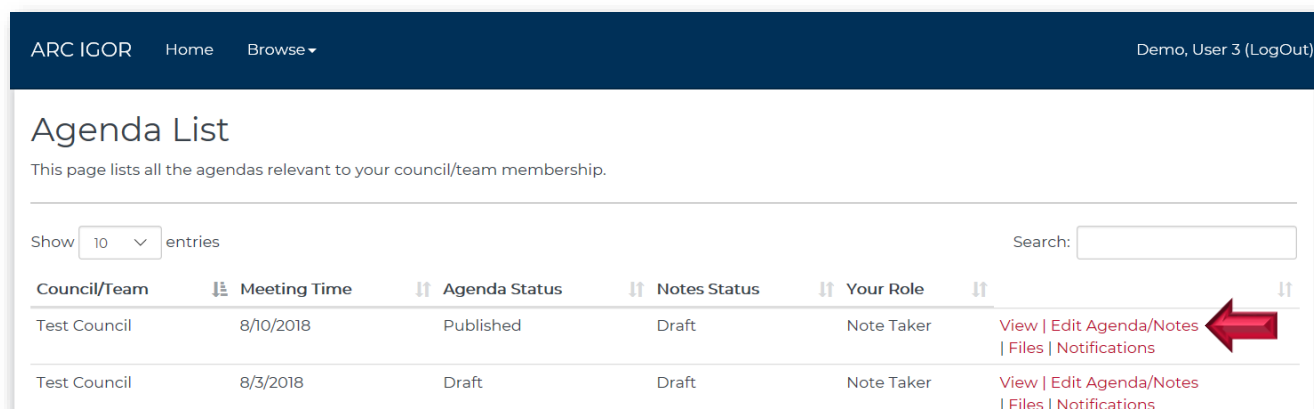 ARC IGOR Home Browse Demo, User 3 (LogOut)
Agenda List
This page lists all the agendas relevant to your council/team membership.
Show 10 entries Search:
Council/Team Meeting Time Agenda Status Notes Status Your Role
Test Council 8/10/2018 Published Draft Note Taker View | Edit Agenda/Notes
| Files | Notifications
Test Council 8/3/2018 Draft Draft Note Taker View | Edit Agenda/Notes
| Files | Notifications